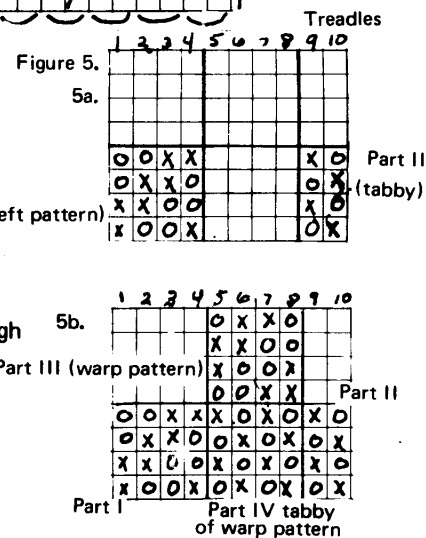 Treadles
1 2 3 4 5 6 7 8 9 10
Figure 5.
5a.
O O X X X O Part II
O X X O O X (tabby)
eft pattern) X X O O X O
X O O X O X
1 2 3 4 5 6 7 8 9 10
gh 5b. O X X O
X X O O
Part III (warp pattern) X O O X
O O X X Part II
O O X X X O X O X O
O X X O O X O X O X
X X O O X O X O X O
X O O X O X O X O X
Part I Part IV tabby
of warp pattern